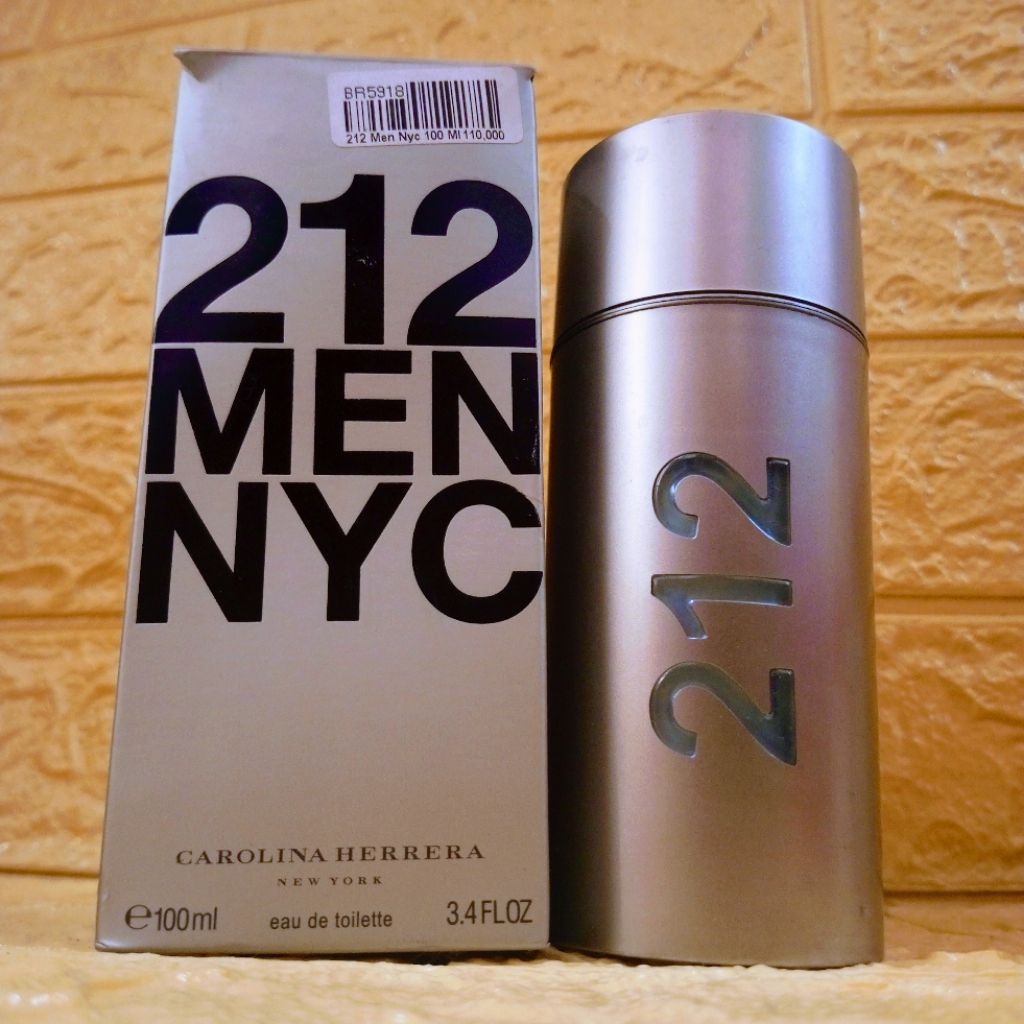 BR5918
212 Men Nyc 100 Ml 110,000
212
MEN
NYC
CAROLINA HERRERA
NEW YORK
℮100ml eau de toilette 3.4 FL OZ
212